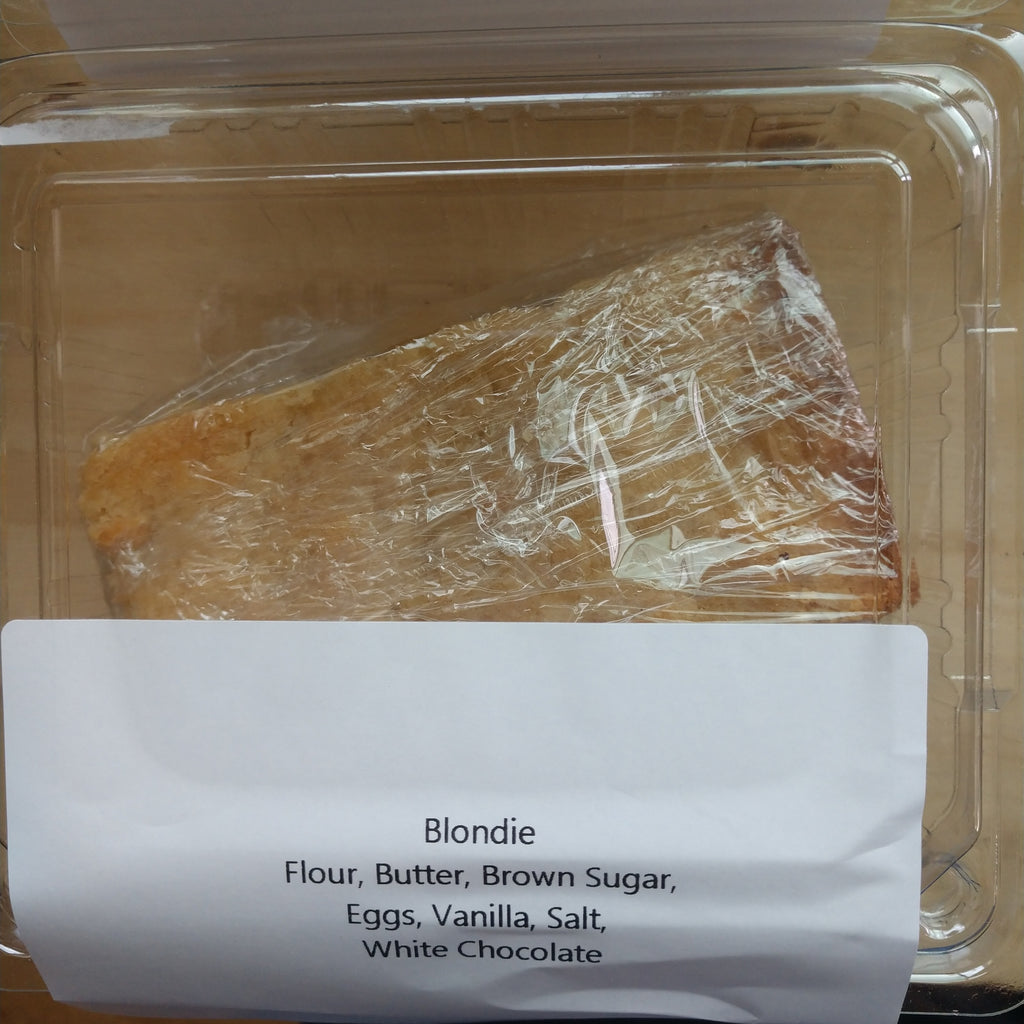 Blondie
Flour, Butter, Brown Sugar,
Eggs, Vanilla, Salt,
White Chocolate